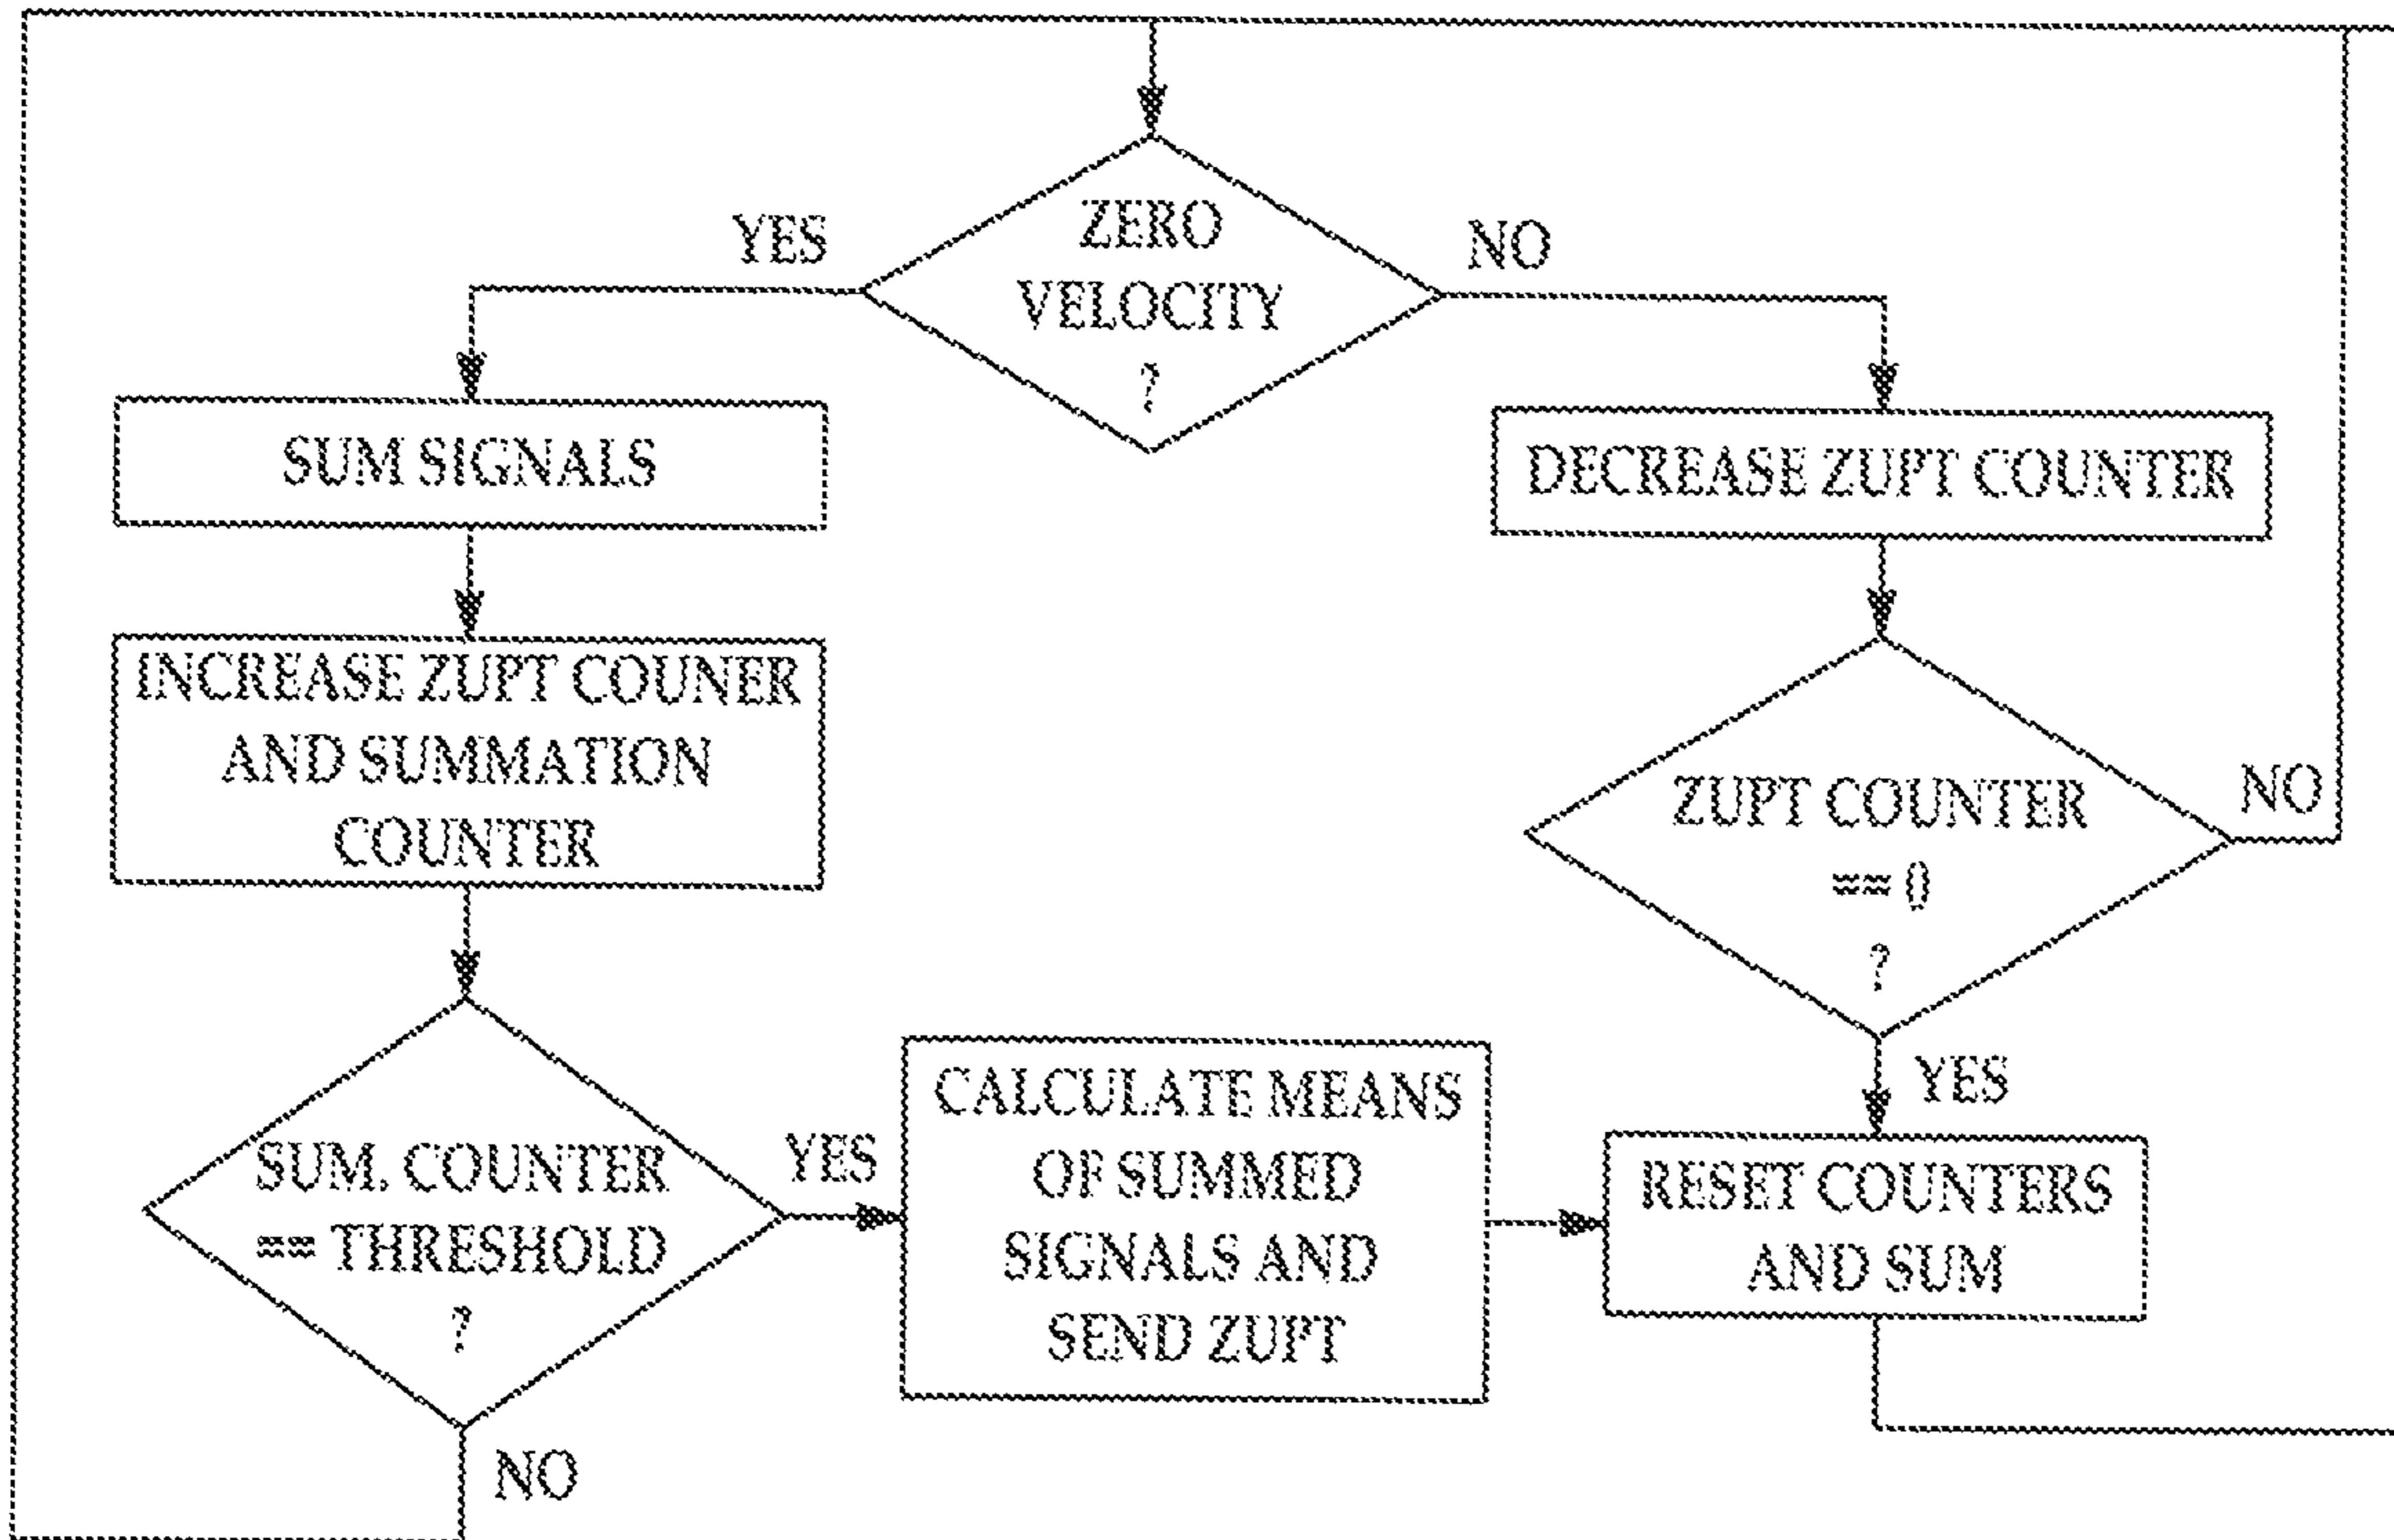 ZERO
VELOCITY
?
YES
NO
SUM SIGNALS
DECREASE ZUPT COUNTER
INCREASE ZUPT COUNER
AND SUMMATION
COUNTER
ZUPT COUNTER
== 0
?
NO
YES
SUM. COUNTER
== THRESHOLD
?
YES
NO
CALCULATE MEANS
OF SUMMED
SIGNALS AND
SEND ZUPT
RESET COUNTERS
AND SUM